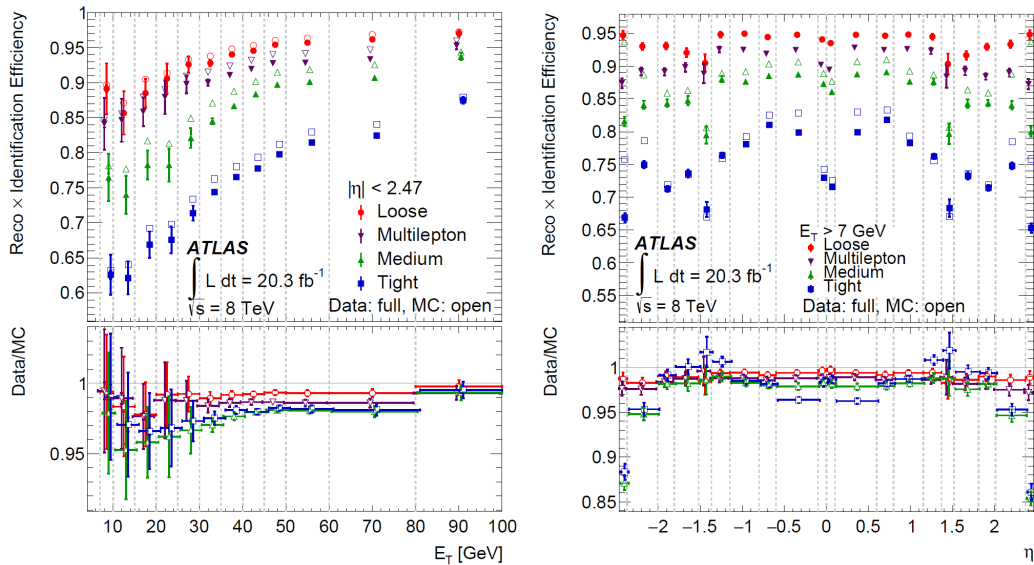 Reco × Identification Efficiency
0.95
0.9
0.85
0.8
0.75
0.7
0.65
0.6
|η| < 2.47
Loose
Multilepton
Medium
Tight
ATLAS
∫ L dt = 20.3 fb⁻¹
√s = 8 TeV
Data: full, MC: open
Data/MC
1
0.95
10 20 30 40 50 60 70 80 90 100
E_T [GeV]
Reco × Identification Efficiency
0.95
0.9
0.85
0.8
0.75
0.7
0.65
0.6
0.55
E_T > 7 GeV
Loose
Multilepton
Medium
Tight
ATLAS
∫ L dt = 20.3 fb⁻¹
√s = 8 TeV
Data: full, MC: open
Data/MC
1
0.95
0.9
0.85
−2 −1.5 −1 −0.5 0 0.5 1 1.5 2
η